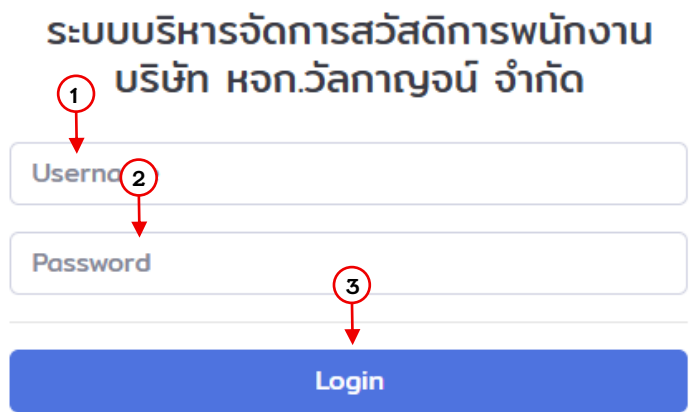 ระบบบริหารจัดการสวัสดิการพนักงาน
บริษัท หจก.วัลกาญจน์ จำกัด
1
2
Password
3
Login